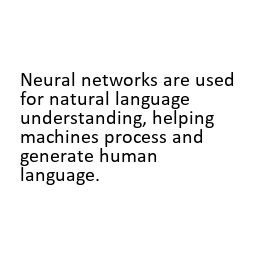 Neural networks are used
for natural language
understanding, helping
machines process and
generate human
language.